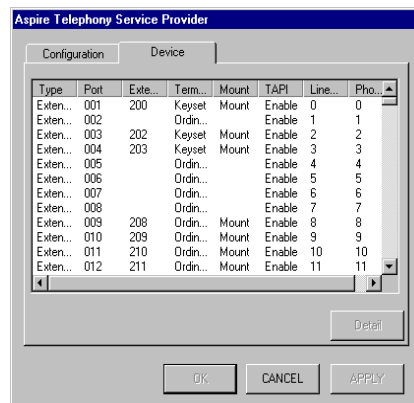 Aspire Telephony Service Provider
Configuration Device
Type Port Exte... Term... Mount TAPI Line... Pho...
Exten... 001 200 Keyset Mount Enable 0 0
Exten... 002 Ordin... Enable 1 1
Exten... 003 202 Keyset Mount Enable 2 2
Exten... 004 203 Keyset Mount Enable 3 3
Exten... 005 Ordin... Enable 4 4
Exten... 006 Ordin... Enable 5 5
Exten... 007 Ordin... Enable 6 6
Exten... 008 Ordin... Enable 7 7
Exten... 009 208 Ordin... Mount Enable 8 8
Exten... 010 209 Ordin... Mount Enable 9 9
Exten... 011 210 Ordin... Mount Enable 10 10
Exten... 012 211 Ordin... Mount Enable 11 11
Detail
OK CANCEL APPLY